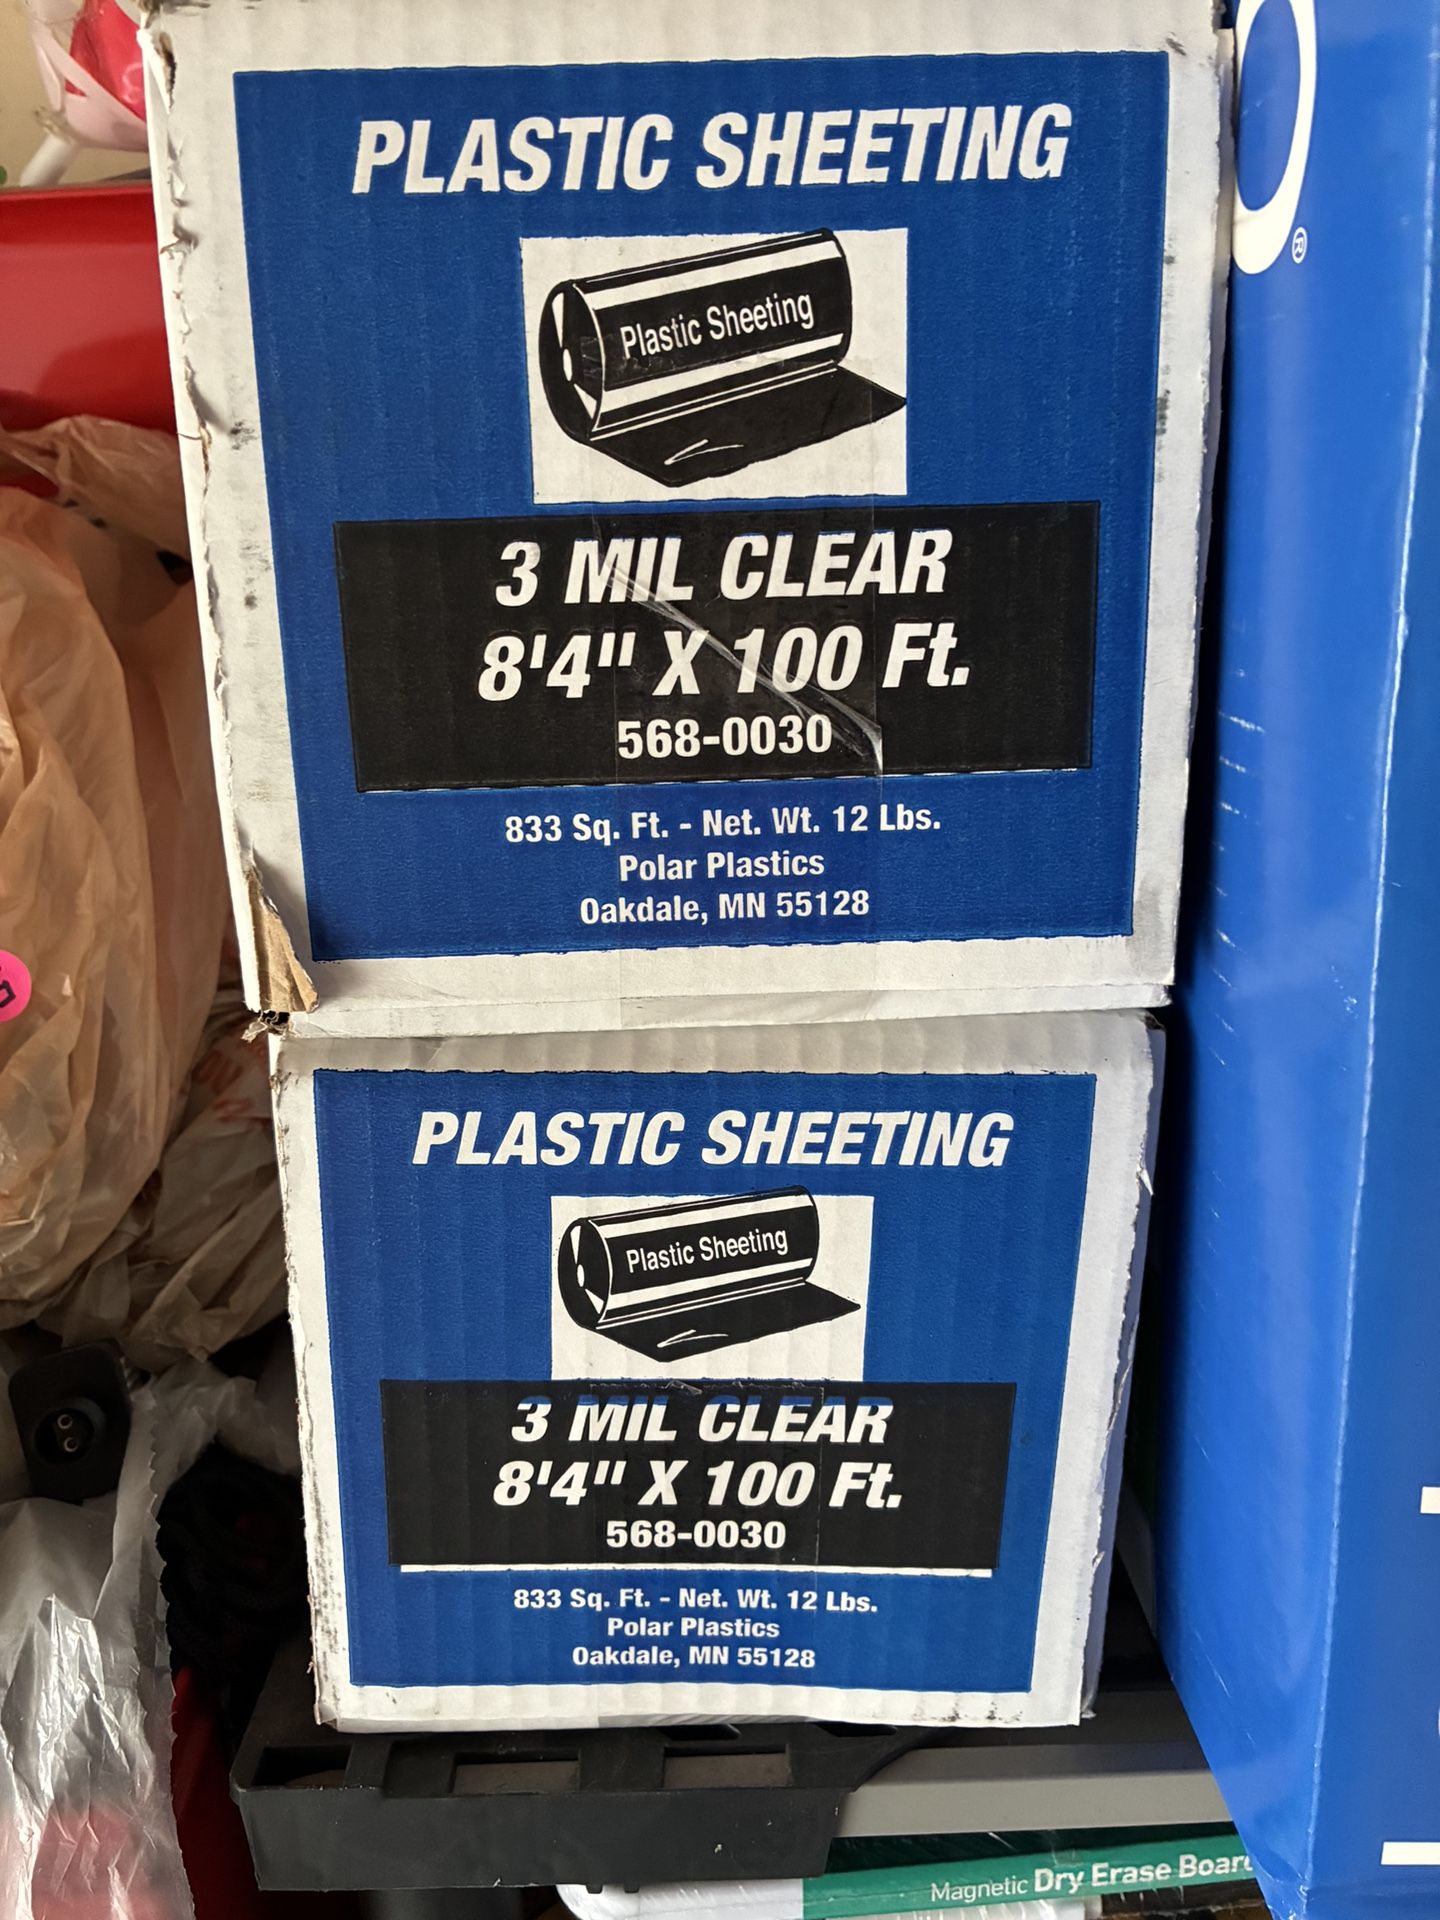 PLASTIC SHEETING
Plastic Sheeting
3 MIL CLEAR
8'4" X 100 Ft.
568-0030
833 Sq. Ft. - Net. Wt. 12 Lbs.
Polar Plastics
Oakdale, MN 55128
PLASTIC SHEETING
Plastic Sheeting
3 MIL CLEAR
8'4" X 100 Ft.
568-0030
833 Sq. Ft. - Net. Wt. 12 Lbs.
Polar Plastics
Oakdale, MN 55128
®
Magnetic Dry Erase